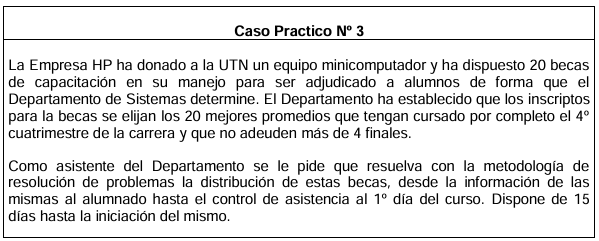 Caso Practico Nº 3
La Empresa HP ha donado a la UTN un equipo minicomputador y ha dispuesto 20 becas
de capacitación en su manejo para ser adjudicado a alumnos de forma que el
Departamento de Sistemas determine. El Departamento ha establecido que los inscriptos
para la becas se elijan los 20 mejores promedios que tengan cursado por completo el 4º
cuatrimestre de la carrera y que no adeuden más de 4 finales.
Como asistente del Departamento se le pide que resuelva con la metodología de
resolución de problemas la distribución de estas becas, desde la información de las
mismas al alumnado hasta el control de asistencia al 1º día del curso. Dispone de 15
días hasta la iniciación del mismo.